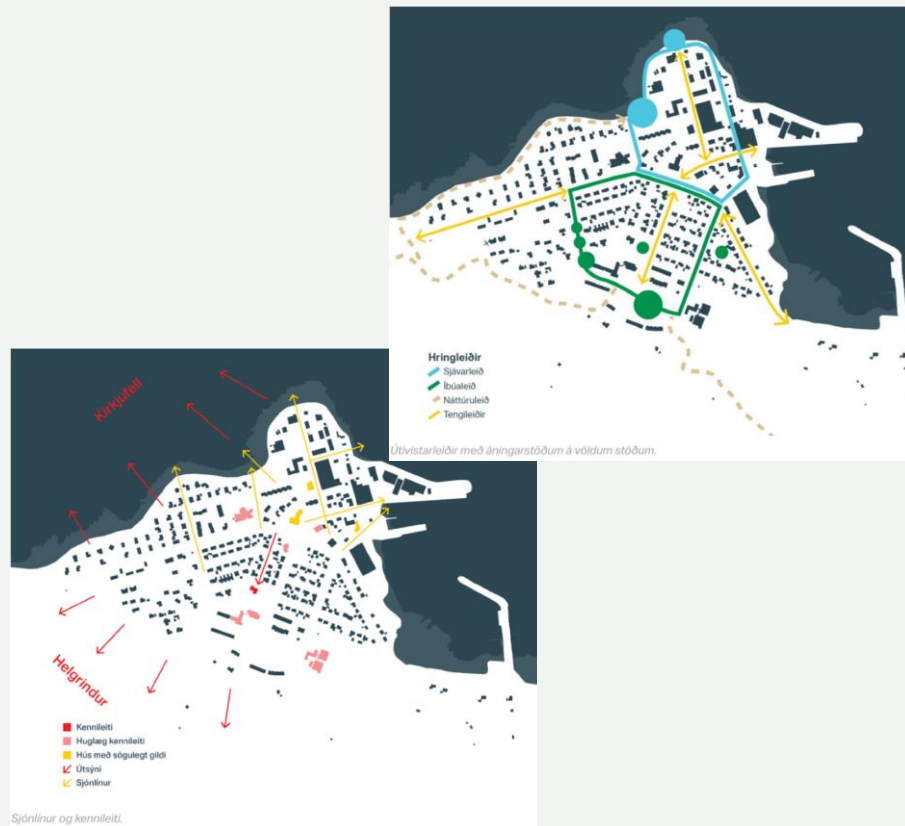 Hringleiðir
Sjávarleið
Íbúaleið
Náttúruleið
Tengileiðir
Útivistarleiðir með áningarstöðum á völdum stöðum.
Kirkjufell
Helgrindur
Kennileiti
Huglæg kennileiti
Hús með sögulegt gildi
Útsýni
Sjónlínur
Sjónlínur og kennileiti.